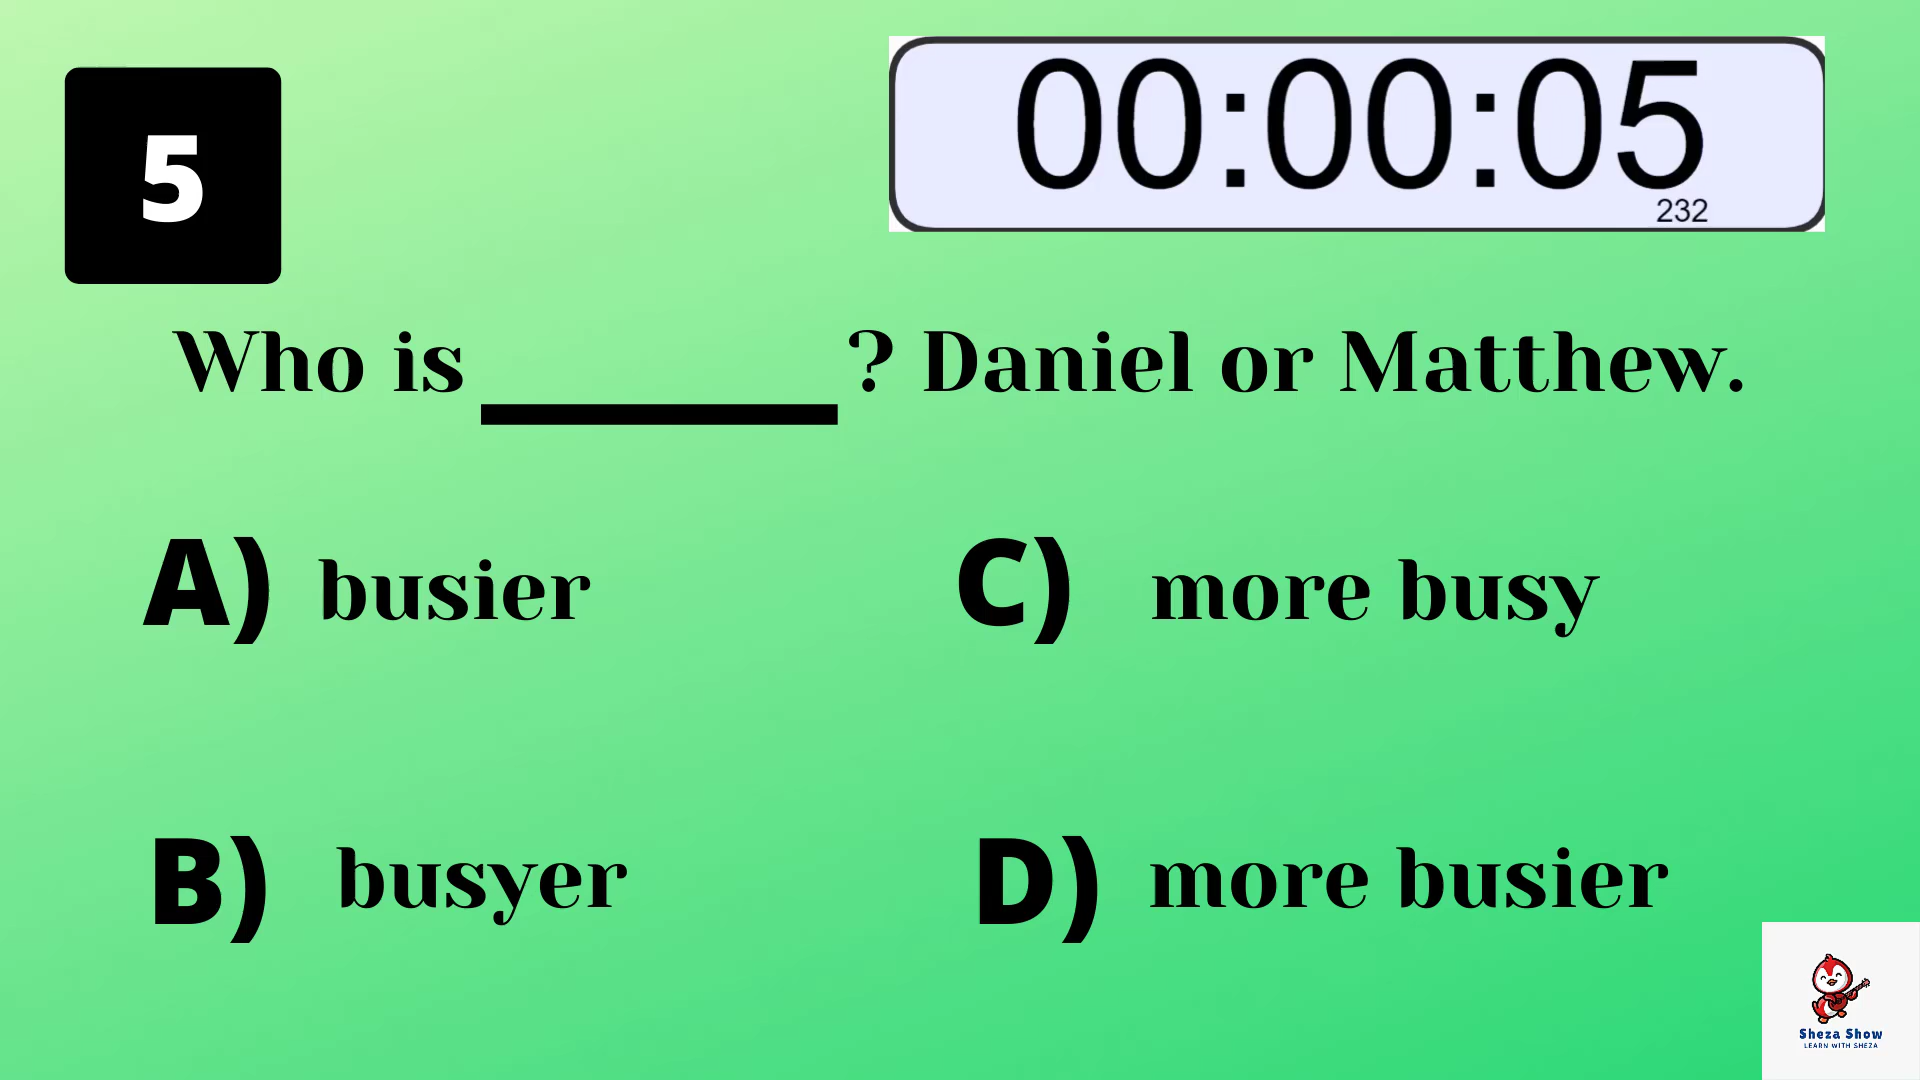 5
00:00:05
232
Who is ? Daniel or Matthew.
A) busier
C) more busy
B) busyer
D) more busier
Sheza Show
LEARN WITH SHEZA